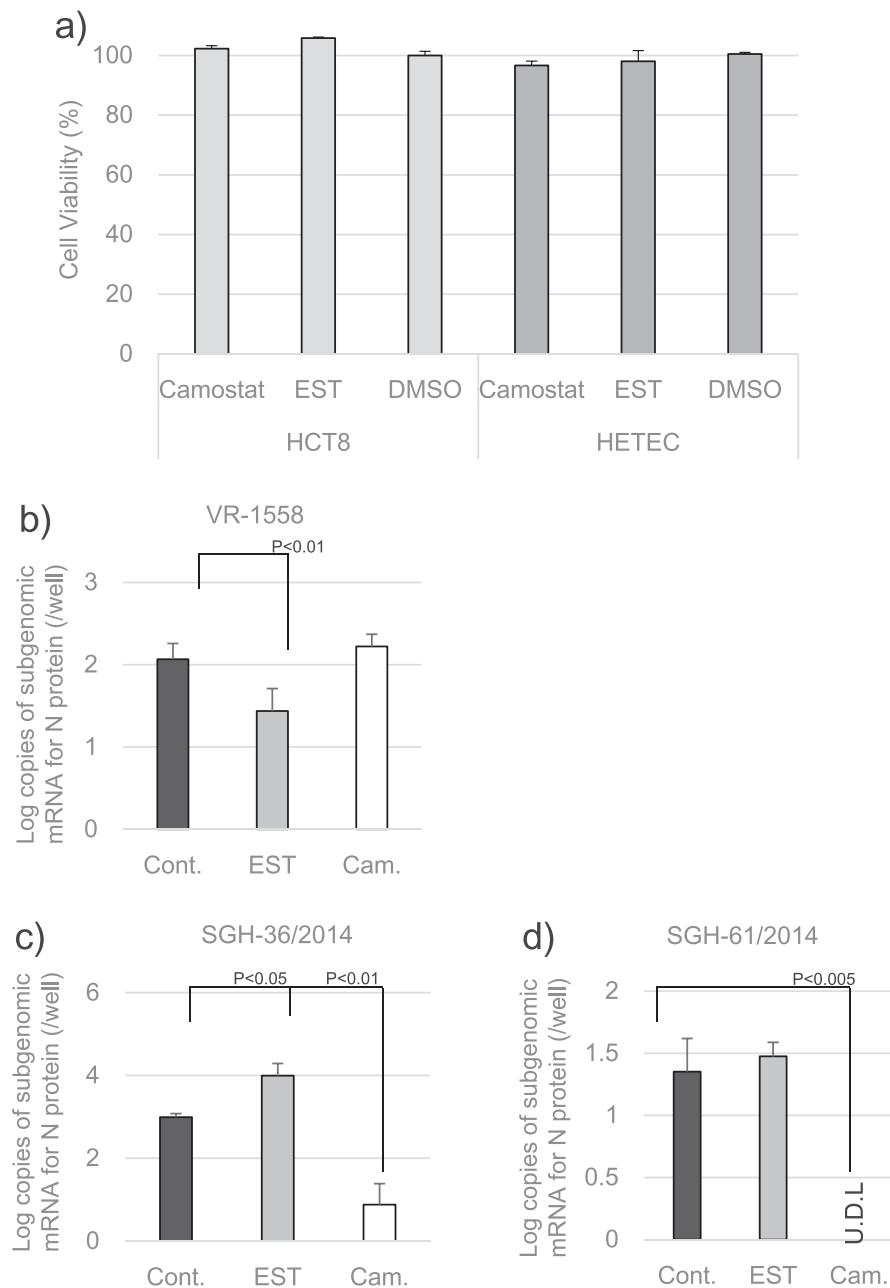 a)
Cell Viability (%)
100
80
60
40
20
0
Camostat EST DMSO Camostat EST DMSO
HCT8 HETEC
b)
VR-1558
P<0.01
Log copies of subgenomic
mRNA for N protein (/well)
3
2
1
0
Cont. EST Cam.
c)
SGH-36/2014
P<0.05 P<0.01
Log copies of subgenomic
mRNA for N protein (/well)
6
4
2
0
Cont. EST Cam.
d)
SGH-61/2014
P<0.005
Log copies of subgenomic
mRNA for N protein (/well)
2
1.5
1
0.5
0
U.D.L
Cont. EST Cam.